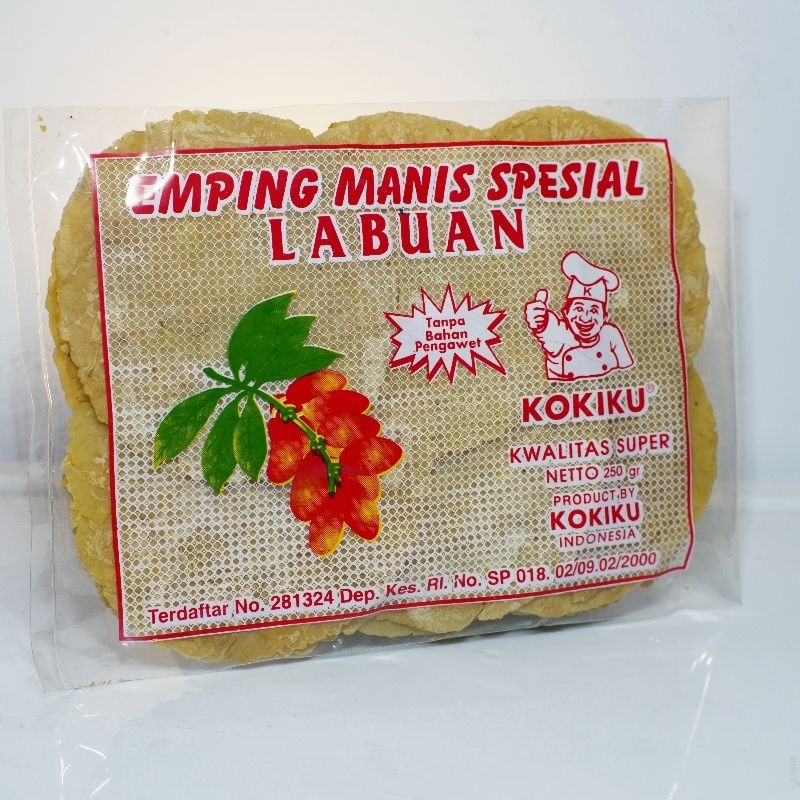 EMPING MANIS SPESIAL
LABUAN
Tanpa
Bahan
Pengawet
K
KOKIKU®
KWALITAS SUPER
NETTO 250 gr
PRODUCT BY
KOKIKU
INDONESIA
Terdaftar No. 281324 Dep. Kes. RI. No. SP 018. 02/09.02/2000